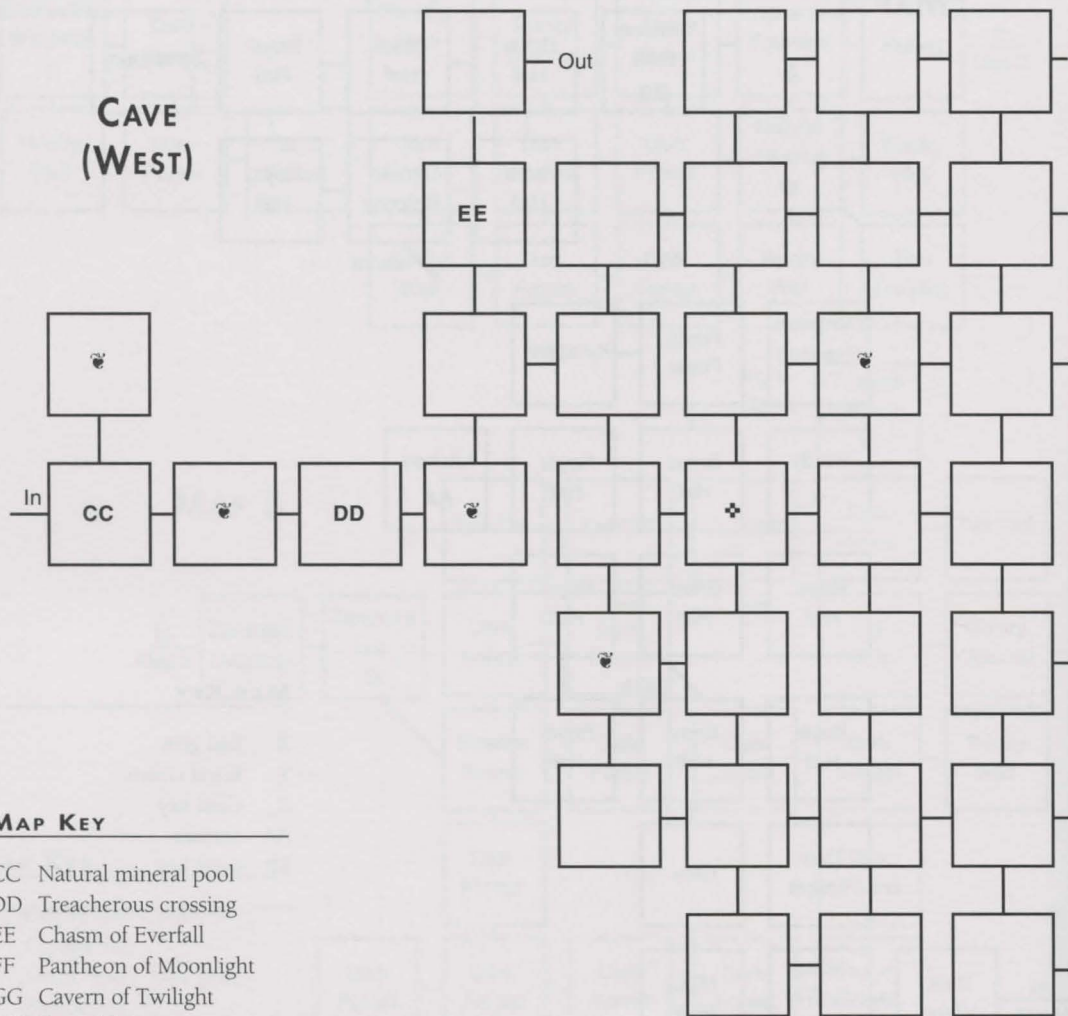 Out
CAVE
(WEST)
EE
In
CC
DD
MAP KEY
CC Natural mineral pool
DD Treacherous crossing
EE Chasm of Everfall
FF Pantheon of Moonlight
GG Cavern of Twilight